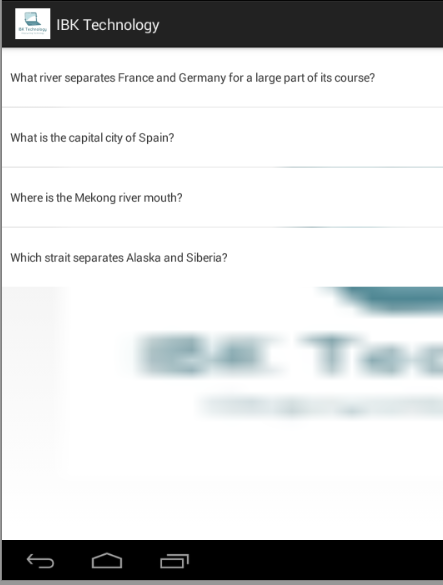 IBK Technology
IBK Technology
What river separates France and Germany for a large part of its course?
What is the capital city of Spain?
Where is the Mekong river mouth?
Which strait separates Alaska and Siberia?
IBK Tec